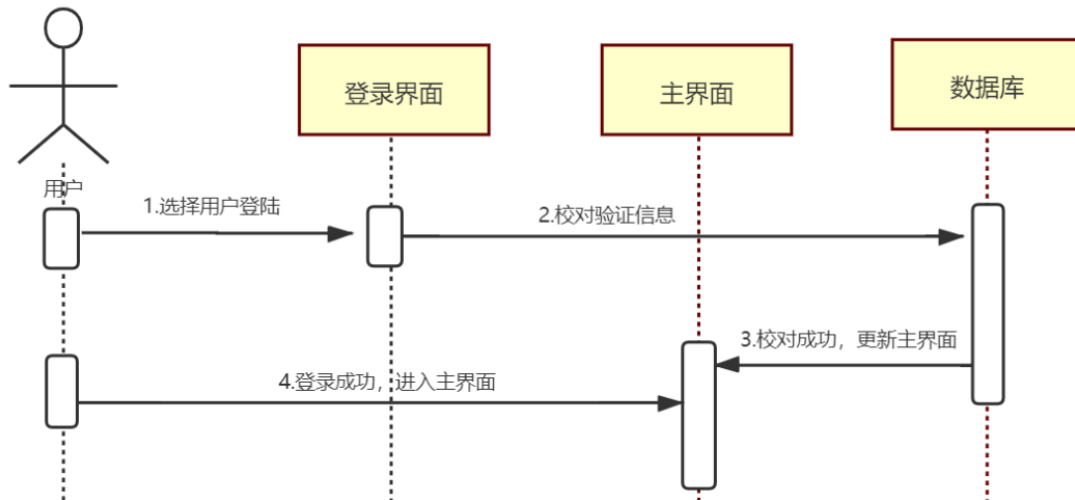 登录界面
主界面
数据库
用户
1.选择用户登陆
2.校对验证信息
3.校对成功，更新主界面
4.登录成功，进入主界面